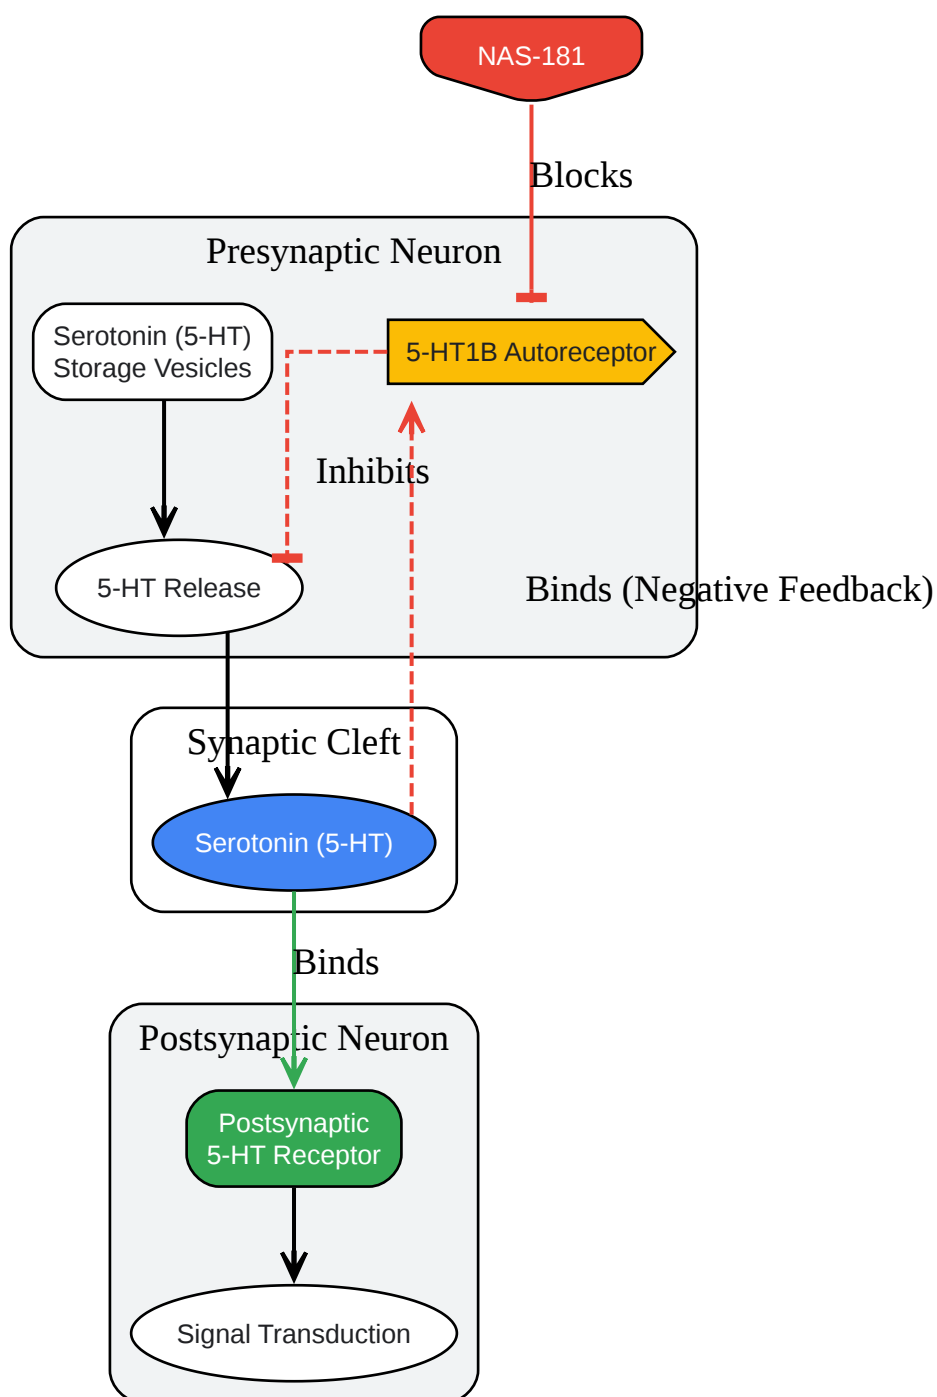 NAS-181
Blocks
Presynaptic Neuron
Serotonin (5-HT)
Storage Vesicles
5-HT1B Autoreceptor
Inhibits
5-HT Release
Binds (Negative Feedback)
Synaptic Cleft
Serotonin (5-HT)
Binds
Postsynaptic Neuron
Postsynaptic
5-HT Receptor
Signal Transduction